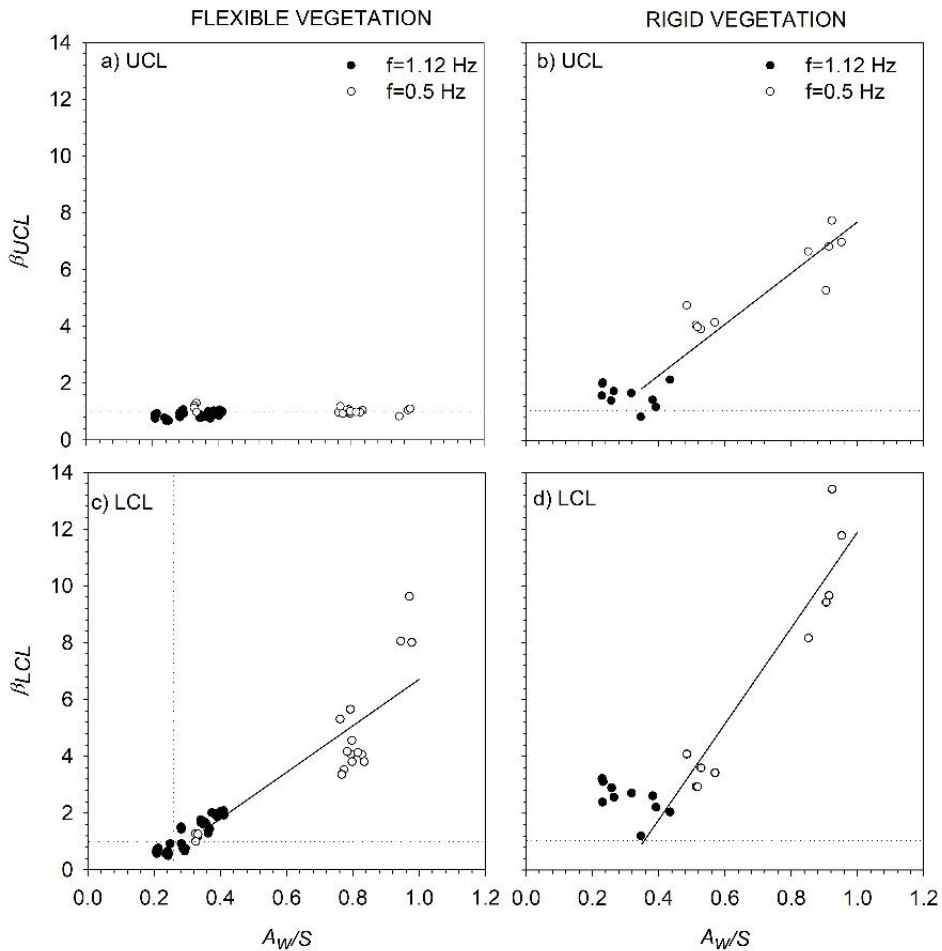 FLEXIBLE VEGETATION
RIGID VEGETATION
a) UCL
f=1.12 Hz
f=0.5 Hz
b) UCL
f=1.12 Hz
f=0.5 Hz
14
12
10
8
6
4
2
0
βUCL
c) LCL
d) LCL
14
12
10
8
6
4
2
0
βLCL
0.0 0.2 0.4 0.6 0.8 1.0 1.2
0.0 0.2 0.4 0.6 0.8 1.0 1.2
AW/S
AW/S